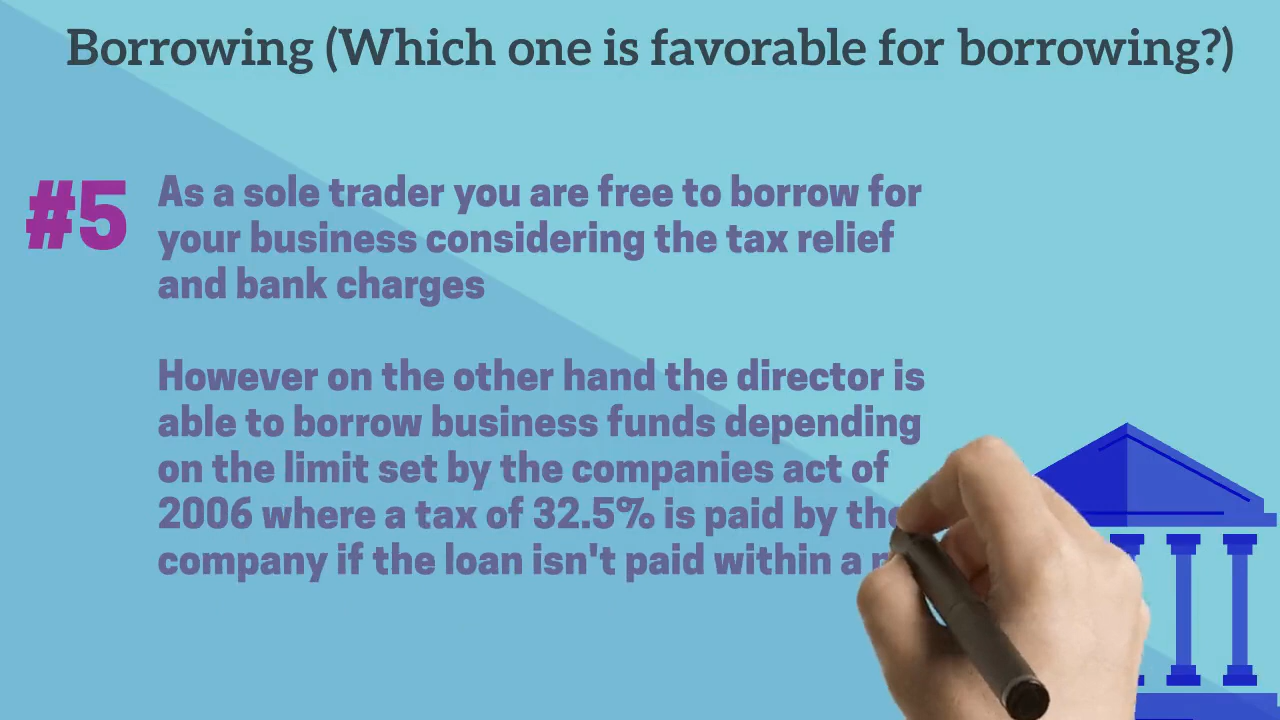 Borrowing (Which one is favorable for borrowing?)
#5
As a sole trader you are free to borrow for
your business considering the tax relief
and bank charges
However on the other hand the director is
able to borrow business funds depending
on the limit set by the companies act of
2006 where a tax of 32.5% is paid by the
company if the loan isn't paid within a